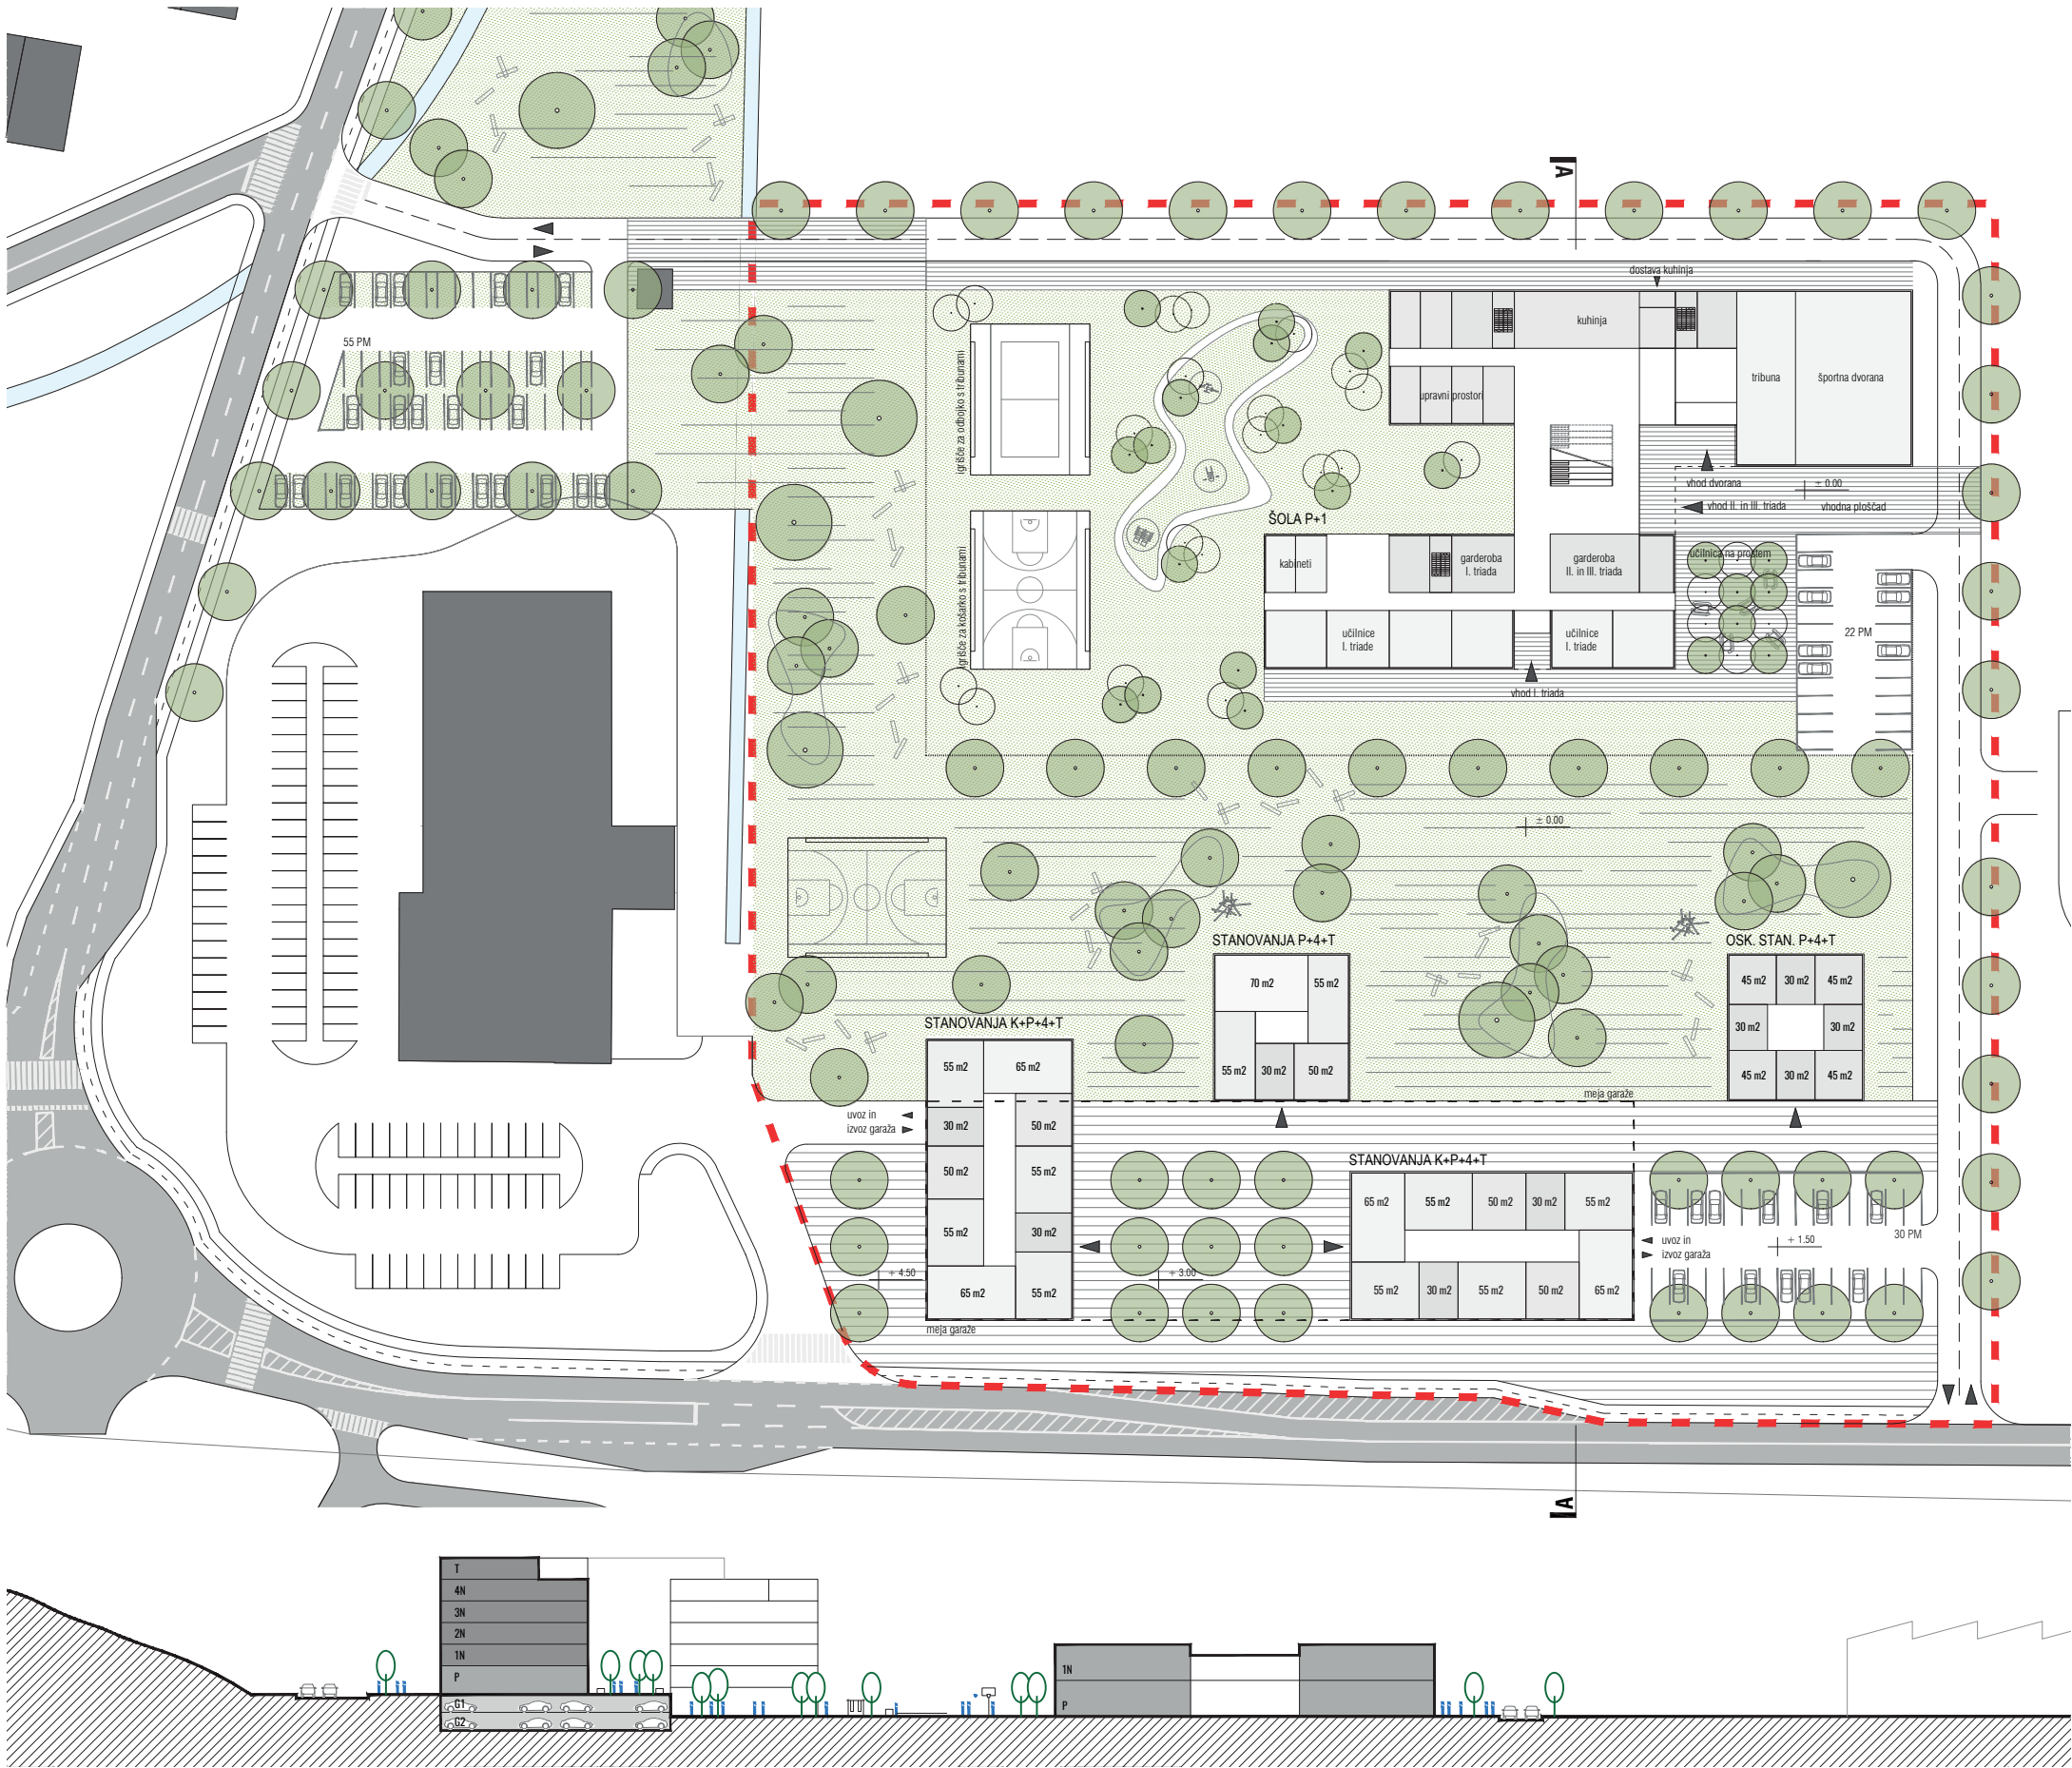 A
dostava kuhinja
kuhinja
55 PM
igrišče za odbojko s tribunami
tribuna
športna dvorana
upravni prostori
vhod dvorana
± 0.00
vhod II. in III. triada
vhodna ploščad
ŠOLA P+1
učilnica na prostem
kabineti
garderoba
I. triada
garderoba
II. in III. triada
igrišče za košarko s tribunami
učilnice
I. triade
učilnice
I. triade
22 PM
vhod I. triada
± 0.00
STANOVANJA P+4+T
OSK. STAN. P+4+T
70 m2
55 m2
55 m2
30 m2
50 m2
45 m2
30 m2
45 m2
30 m2
30 m2
45 m2
30 m2
45 m2
STANOVANJA K+P+4+T
55 m2
65 m2
30 m2
50 m2
50 m2
55 m2
55 m2
30 m2
65 m2
55 m2
meja garaže
uvoz in
izvoz garaža
STANOVANJA K+P+4+T
65 m2
55 m2
50 m2
30 m2
55 m2
55 m2
30 m2
55 m2
50 m2
65 m2
uvoz in
izvoz garaža
+ 1.50
30 PM
+ 4.50
+ 3.00
meja garaže
A
T
4N
3N
2N
1N
P
G1
G2
1N
P